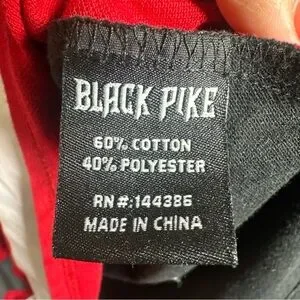 BLACK PIKE
60% COTTON
40% POLYESTER
RN #:144386
MADE IN CHINA